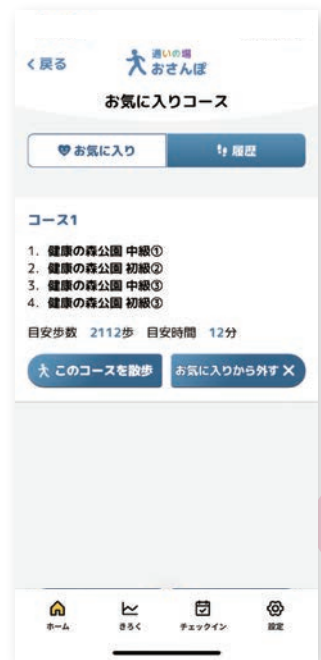 戻る
通いの場
おさんぽ
お気に入りコース
お気に入り
履歴
コース1
1. 健康の森公園 中級①
2. 健康の森公園 初級②
3. 健康の森公園 中級③
4. 健康の森公園 初級③
目安歩数 2112歩 目安時間 12分
このコースを散歩
お気に入りから外す ✕
ホーム
きろく
チェックイン
設定